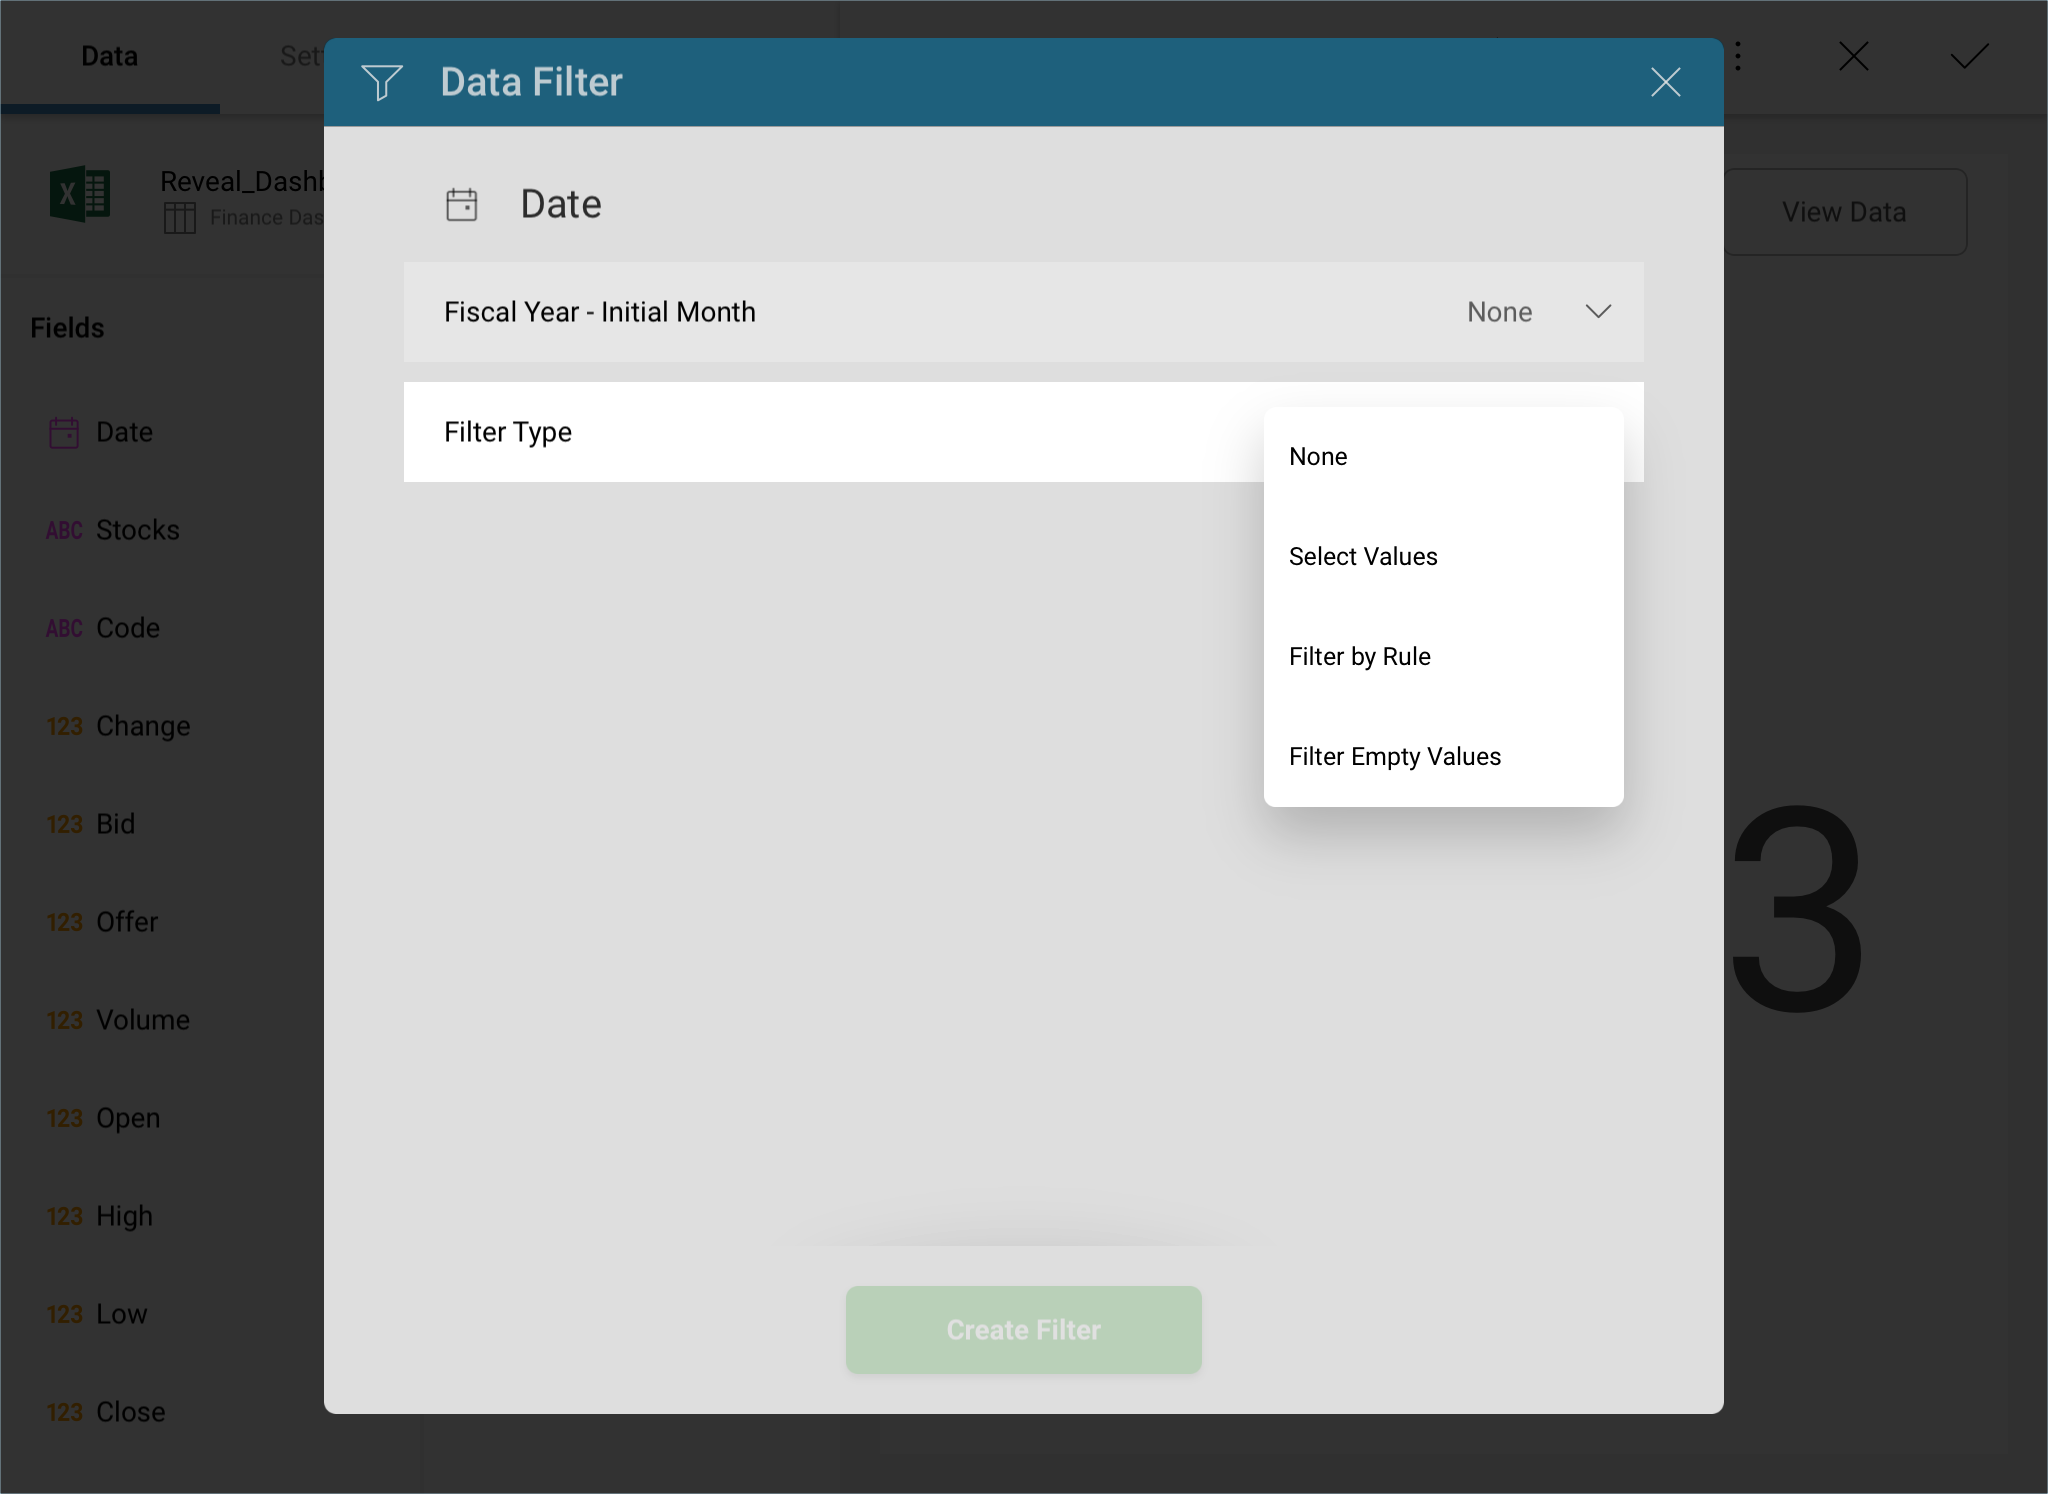 Data
Set
Data Filter
Reveal_Dashb
Finance Das
View Data
Date
Fiscal Year - Initial Month
None
Filter Type
None
Select Values
Filter by Rule
Filter Empty Values
Fields
Date
ABC Stocks
ABC Code
123 Change
123 Bid
123 Offer
123 Volume
123 Open
123 High
123 Low
123 Close
3
Create Filter